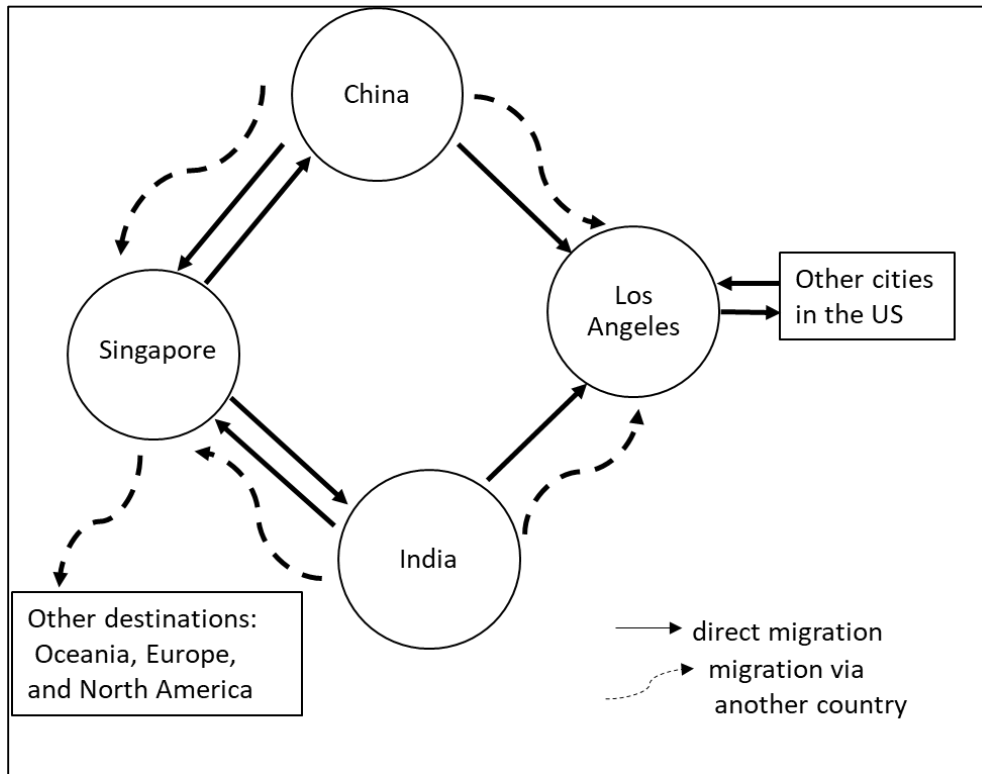 China
Los
Angeles
Other cities
in the US
Singapore
India
Other destinations:
Oceania, Europe,
and North America
direct migration
migration via
another country